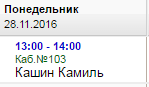 Понедельник
28.11.2016
13:00 - 14:00
Каб.№103
Кашин Камиль